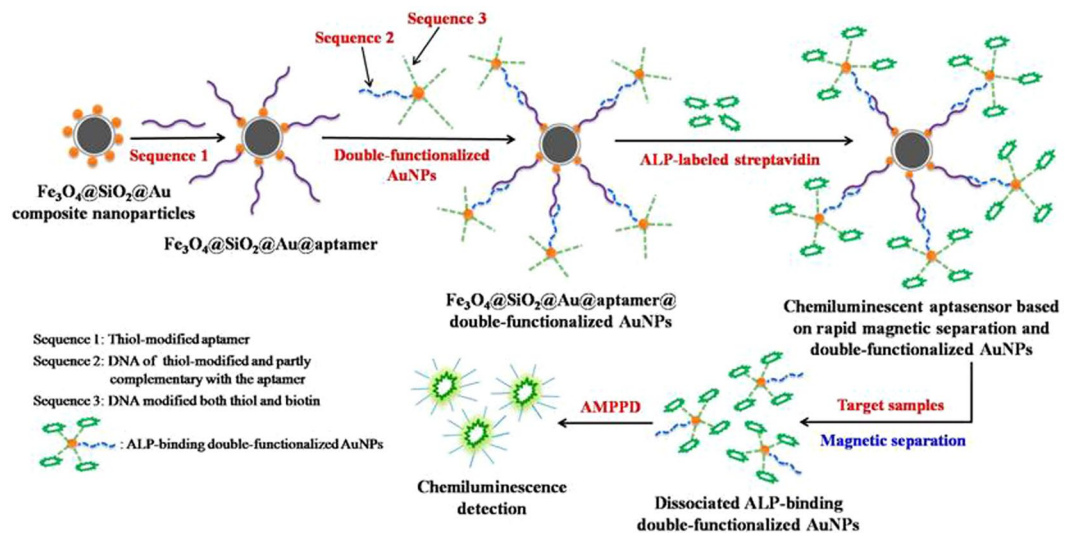 Sequence 3
Sequence 2
Sequence 1
Double-functionalized
AuNPs
ALP-labeled streptavidin
Fe₃O₄@SiO₂@Au
composite nanoparticles
Fe₃O₄@SiO₂@Au@aptamer
Fe₃O₄@SiO₂@Au@aptamer@
double-functionalized AuNPs
Chemiluminescent aptasensor based
on rapid magnetic separation and
double-functionalized AuNPs
Sequence 1: Thiol-modified aptamer
Sequence 2: DNA of thiol-modified and partly
complementary with the aptamer
Sequence 3: DNA modified both thiol and biotin
: ALP-binding double-functionalized AuNPs
AMPPD
Target samples
Magnetic separation
Chemiluminescence
detection
Dissociated ALP-binding
double-functionalized AuNPs